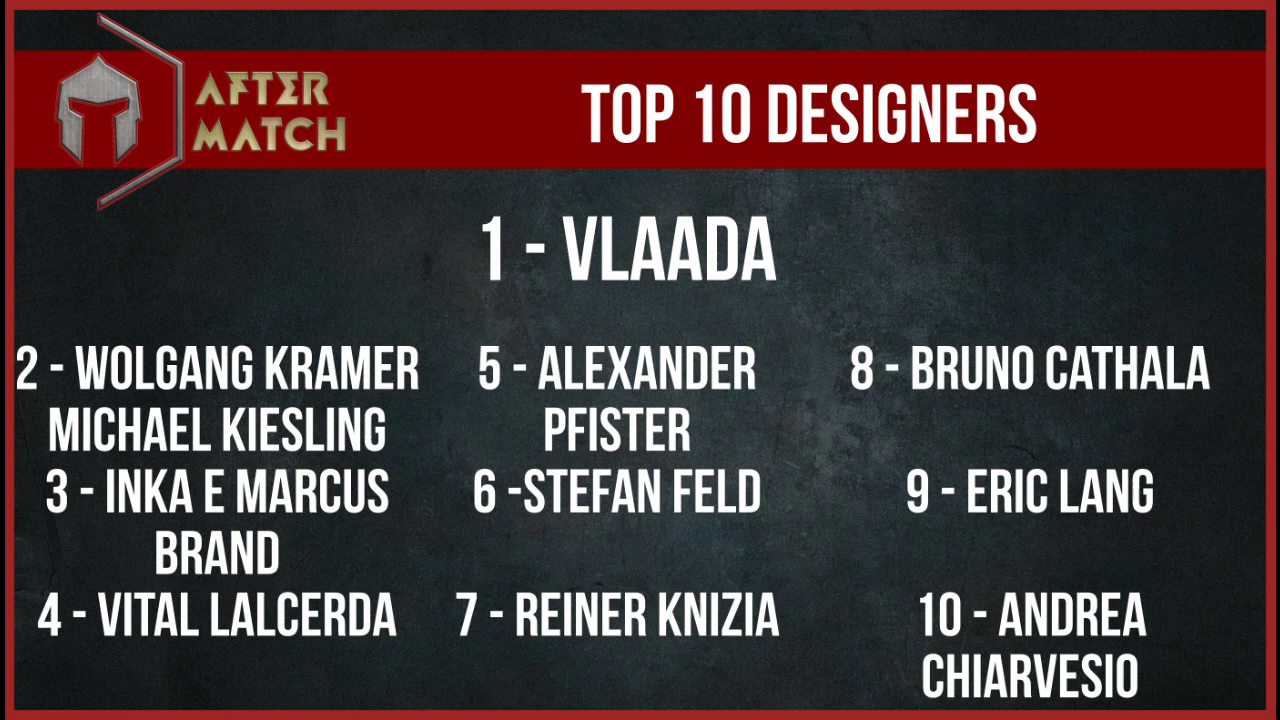 AFTER
MATCH
TOP 10 DESIGNERS
1 - VLAADA
2 - WOLGANG KRAMER
MICHAEL KIESLING
3 - INKA E MARCUS
BRAND
4 - VITAL LALCERDA
5 - ALEXANDER
PFISTER
6 -STEFAN FELD
7 - REINER KNIZIA
8 - BRUNO CATHALA
9 - ERIC LANG
10 - ANDREA
CHIARVESIO